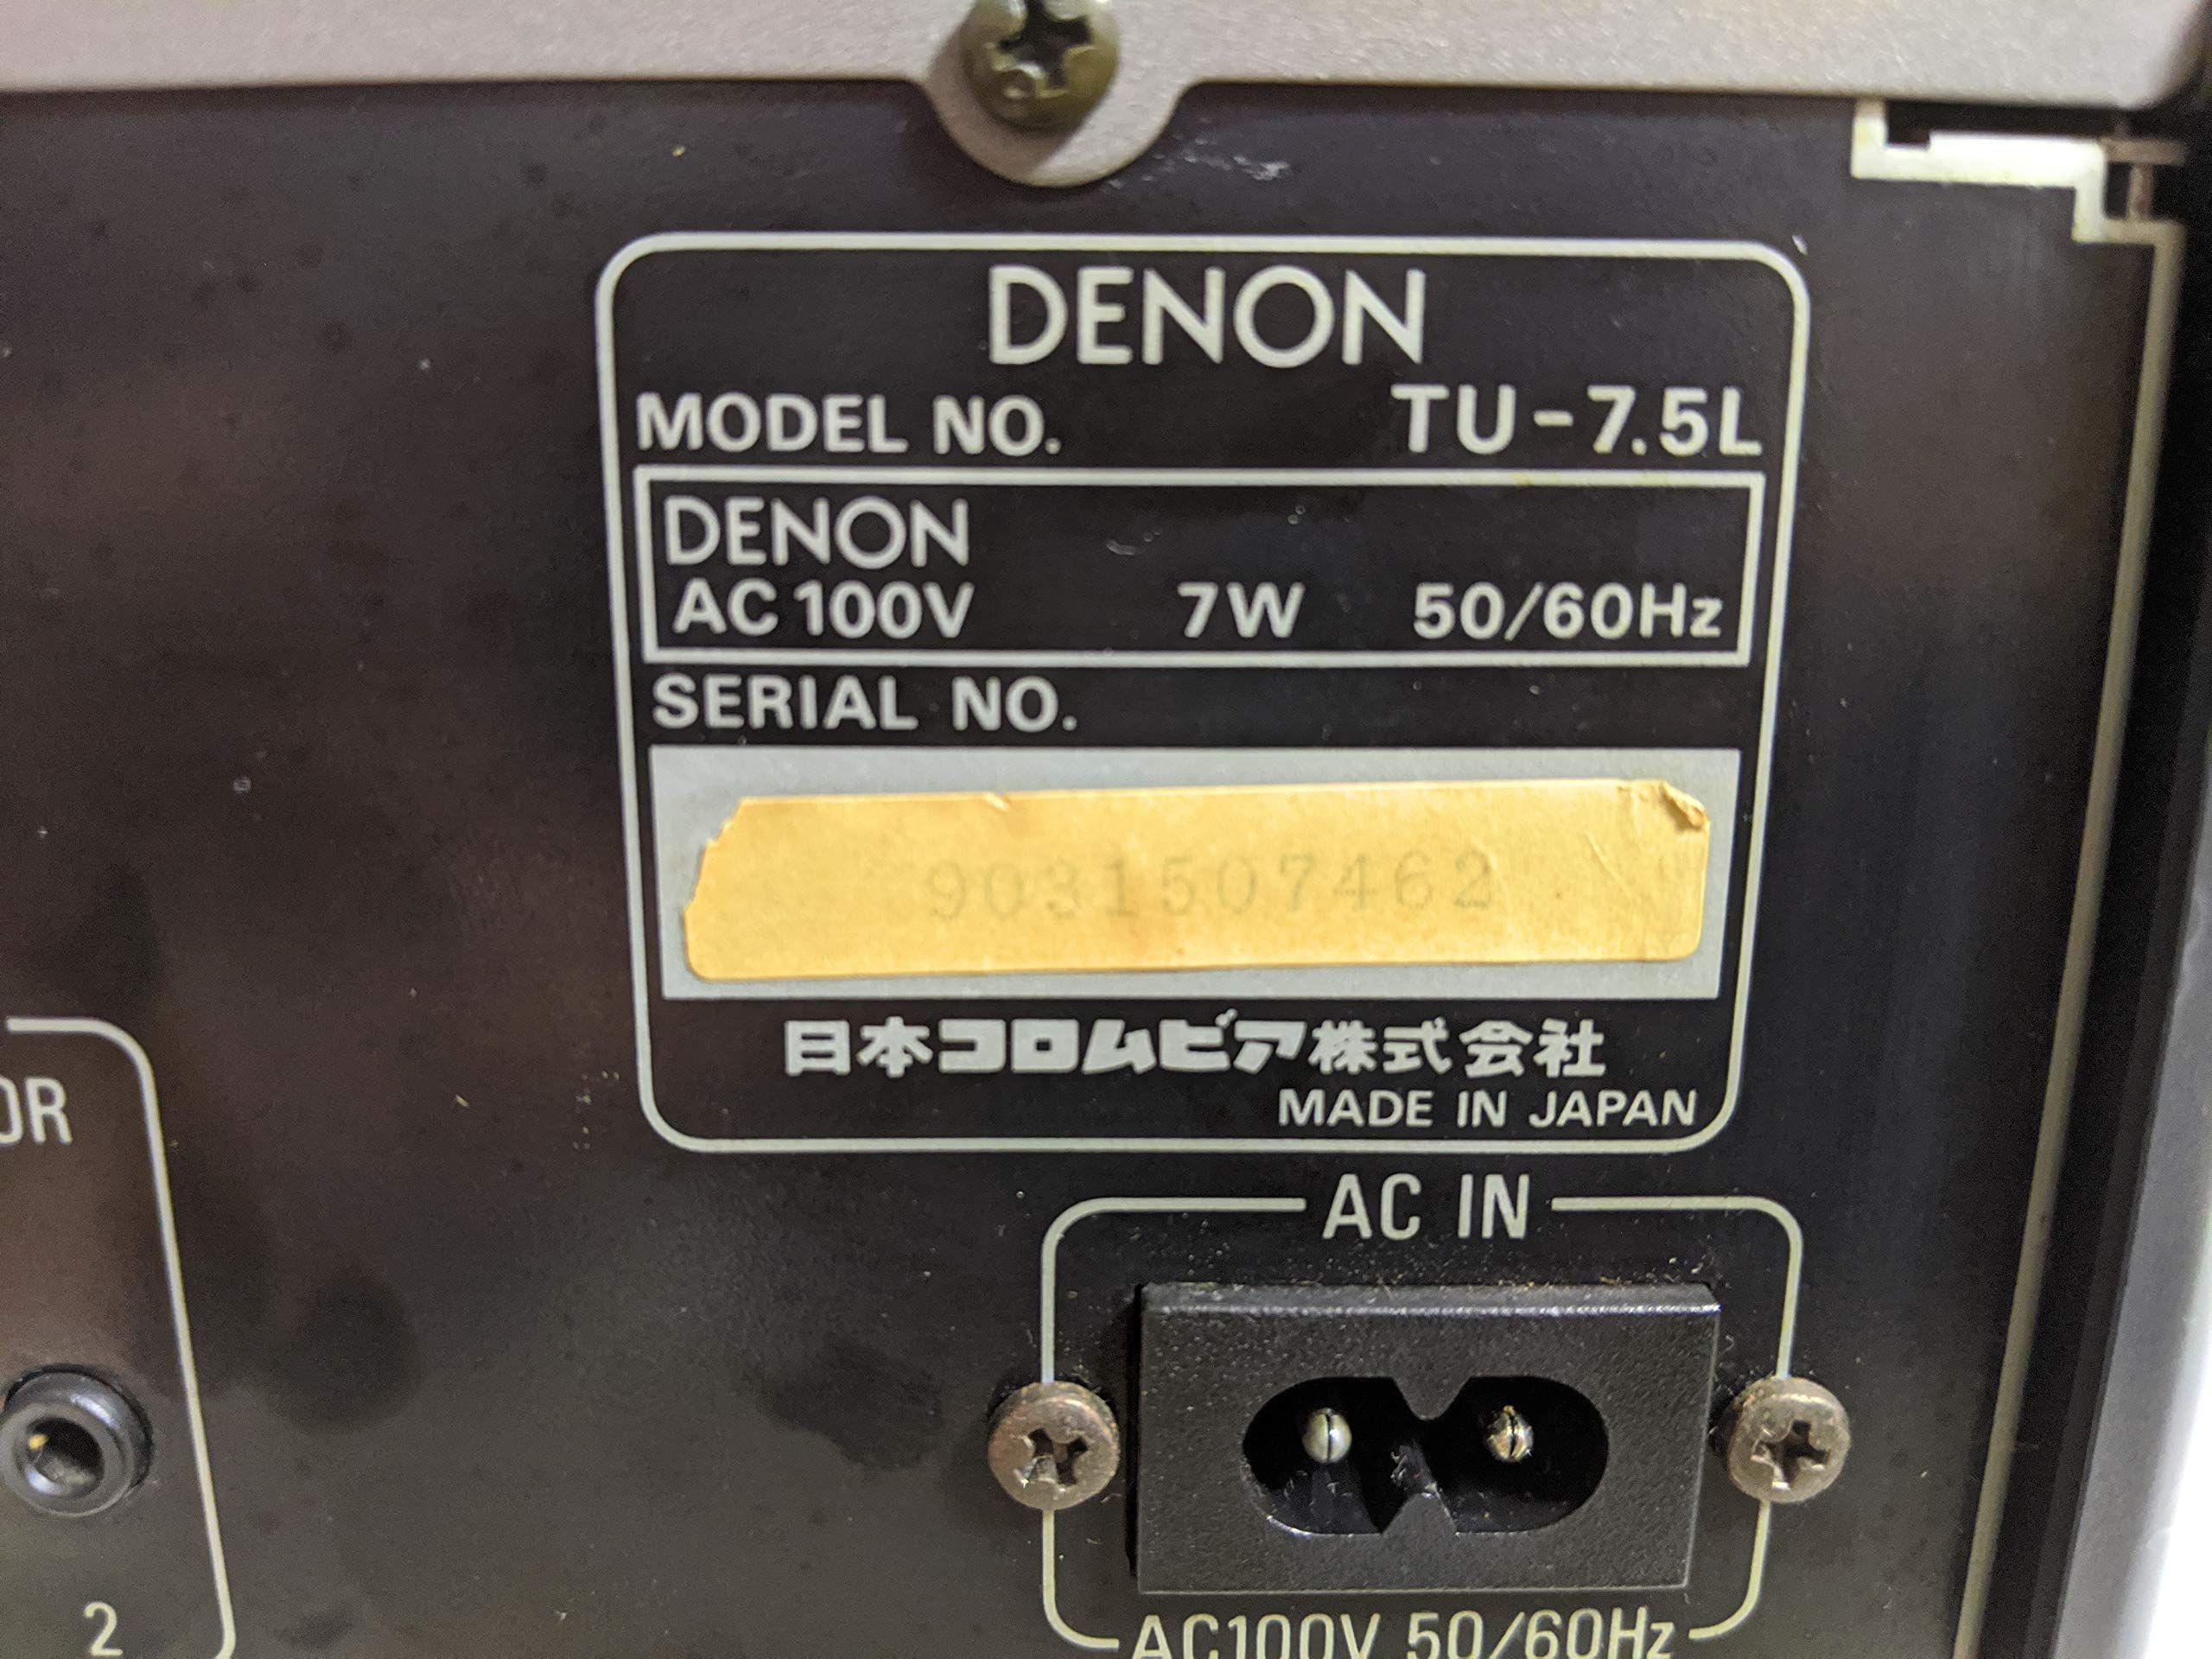 DENON
MODEL NO. TU-7.5L
DENON
AC 100V 7W 50/60Hz
SERIAL NO.
9031507462
日本コロムビア株式会社
MADE IN JAPAN
OR
2
AC IN
AC100V 50/60Hz